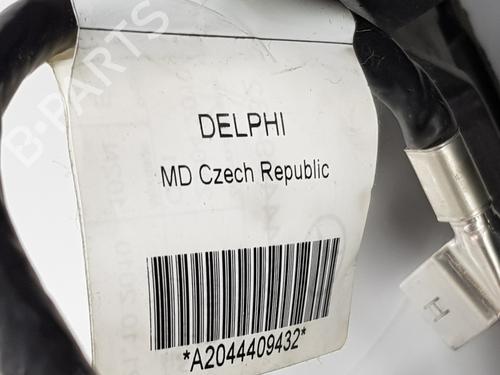 B-PARTS
DELPHI
MD Czech Republic
*A2044409432*
H